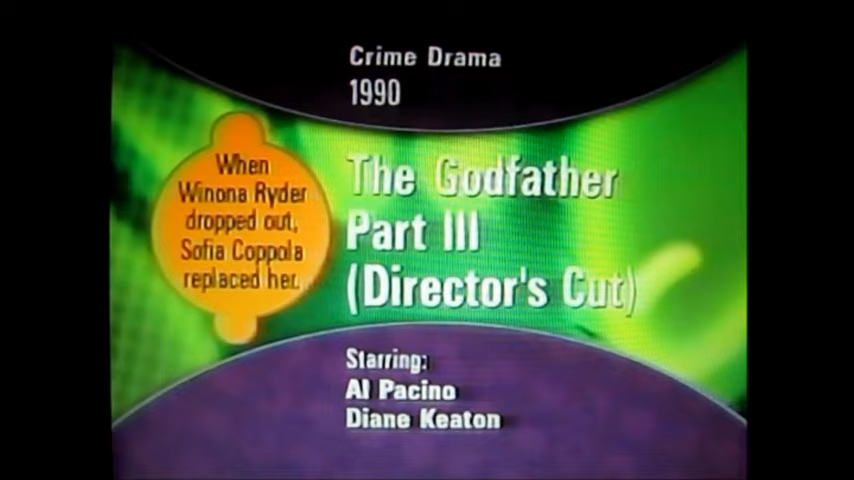 Crime Drama
1990
When
Winona Ryder
dropped out,
Sofia Coppola
replaced her.
The Godfather
Part III
(Director's Cut)
Starring:
Al Pacino
Diane Keaton